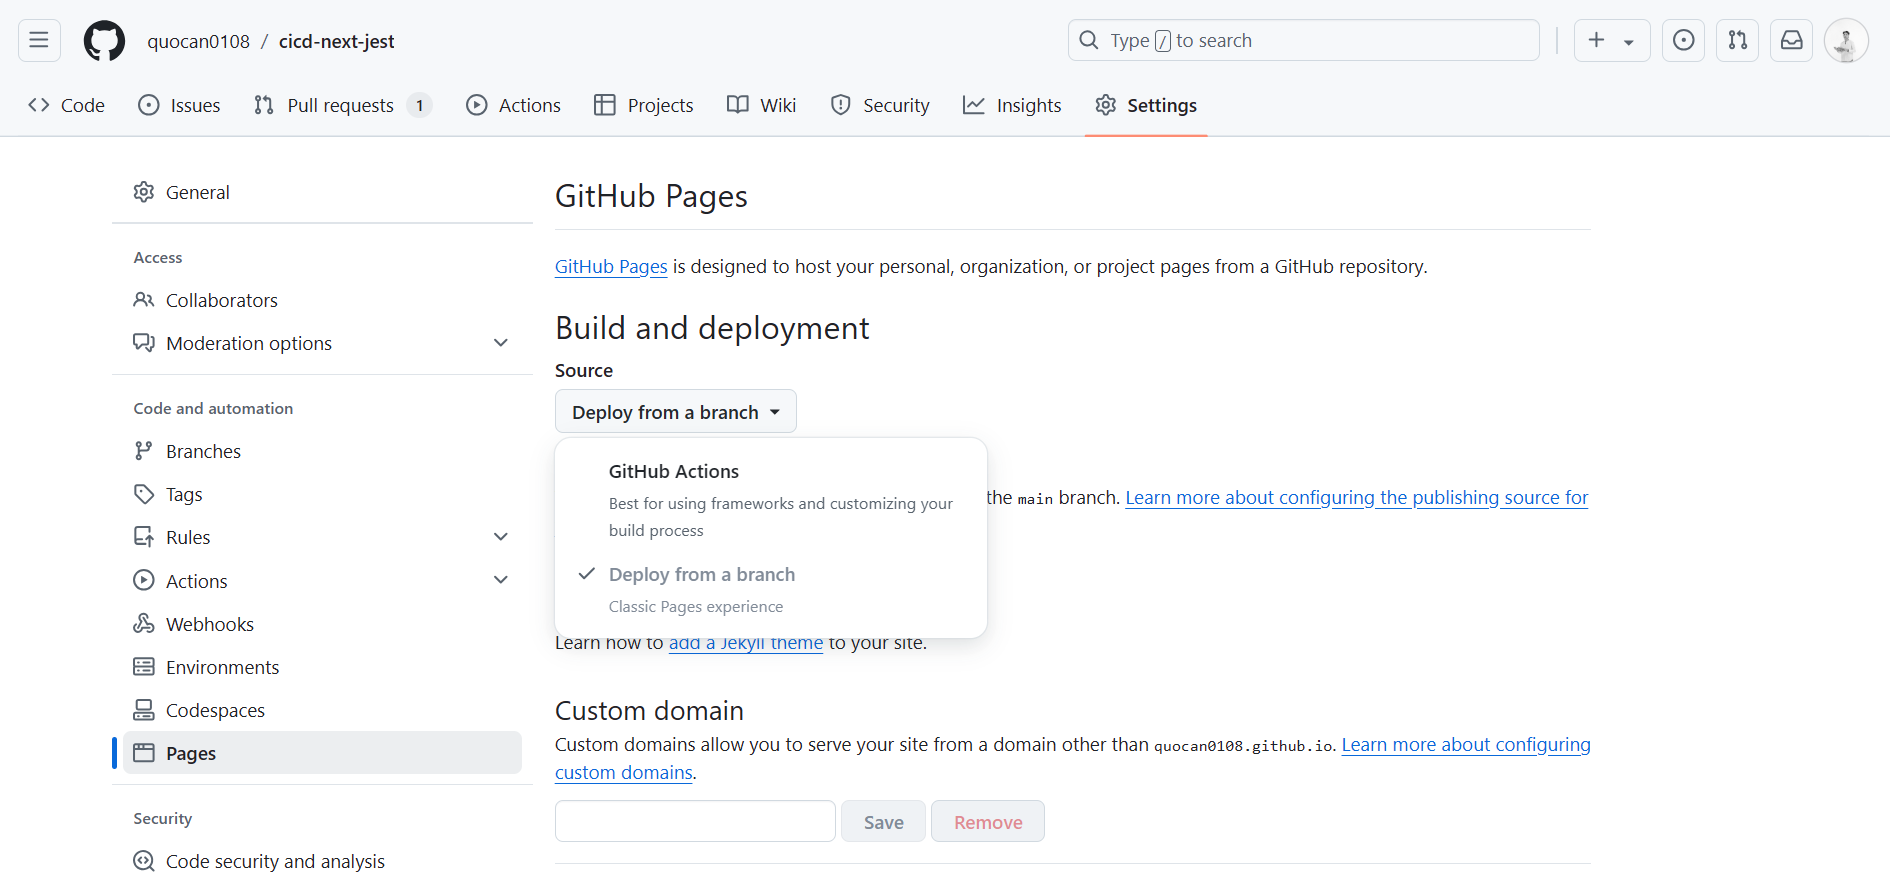 quocan0108 / cicd-next-jest
Type / to search
Code
Issues
Pull requests 1
Actions
Projects
Wiki
Security
Insights
Settings
General
Access
Collaborators
Moderation options
Code and automation
Branches
Tags
Rules
Actions
Webhooks
Environments
Codespaces
Pages
Security
Code security and analysis
GitHub Pages
GitHub Pages is designed to host your personal, organization, or project pages from a GitHub repository.
Build and deployment
Source
Deploy from a branch
GitHub Actions
Best for using frameworks and customizing your
build process
Deploy from a branch
Classic Pages experience
the main branch. Learn more about configuring the publishing source for
Learn how to add a Jekyll theme to your site.
Custom domain
Custom domains allow you to serve your site from a domain other than quocan0108.github.io. Learn more about configuring
custom domains.
Save
Remove